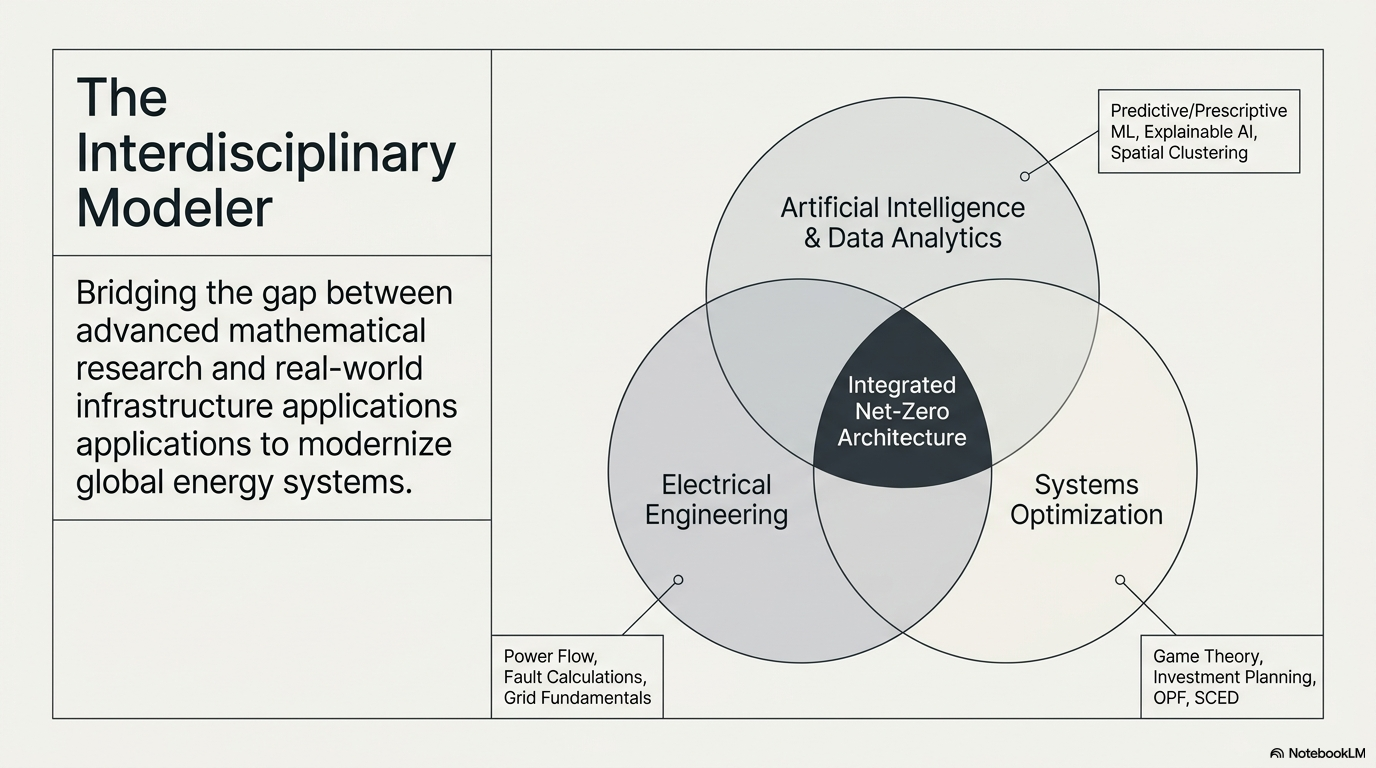 The
Interdisciplinary
Modeler
Bridging the gap between
advanced mathematical
research and real-world
infrastructure applications
applications to modernize
global energy systems.
Predictive/Prescriptive
ML, Explainable AI,
Spatial Clustering
Artificial Intelligence
& Data Analytics
Integrated
Net-Zero
Architecture
Electrical
Engineering
Systems
Optimization
Power Flow,
Fault Calculations,
Grid Fundamentals
Game Theory,
Investment Planning,
OPF, SCED
NotebookLM